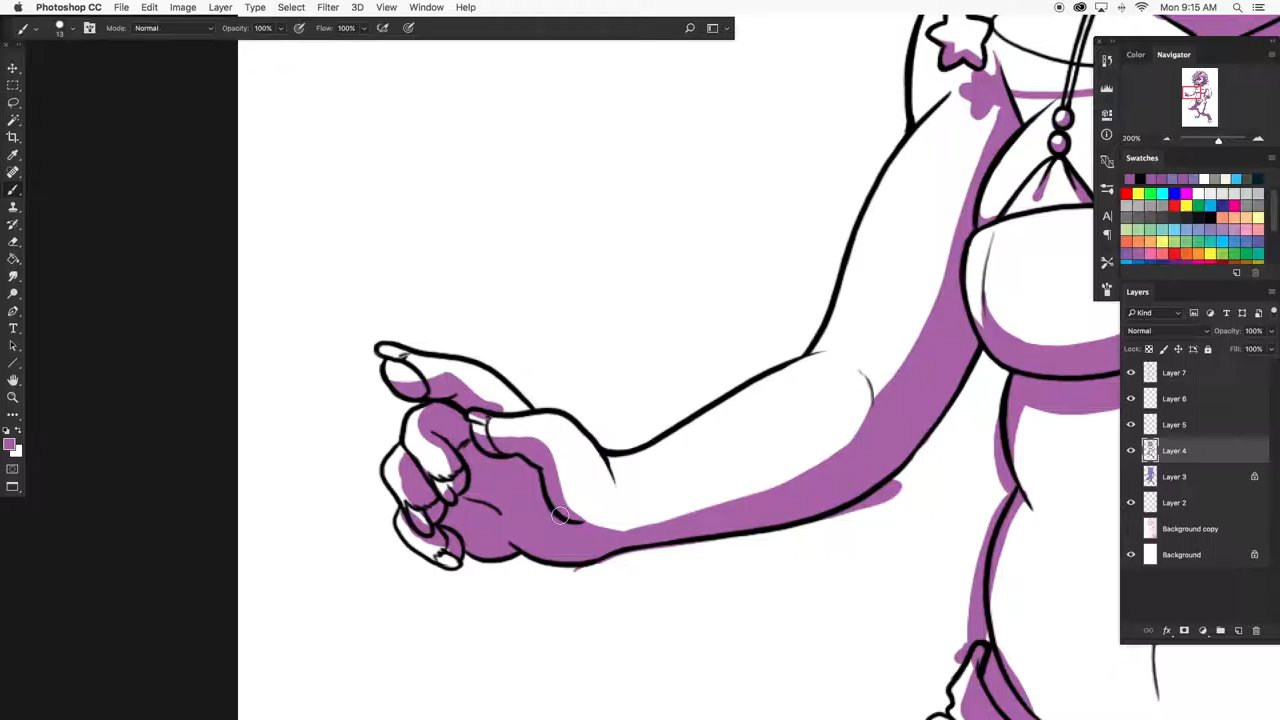 Photoshop CC File Edit Image Layer Type Select Filter 3D View Window Help Mon 9:15 AM
13 Mode: Normal Opacity: 100% Flow: 100%
Color Navigator
200%
Swatches
Layers
Kind
Normal Opacity: 100%
Lock: Fill: 100%
Layer 7
Layer 6
Layer 5
Layer 4
Layer 3
Layer 2
Background copy
Background
fx